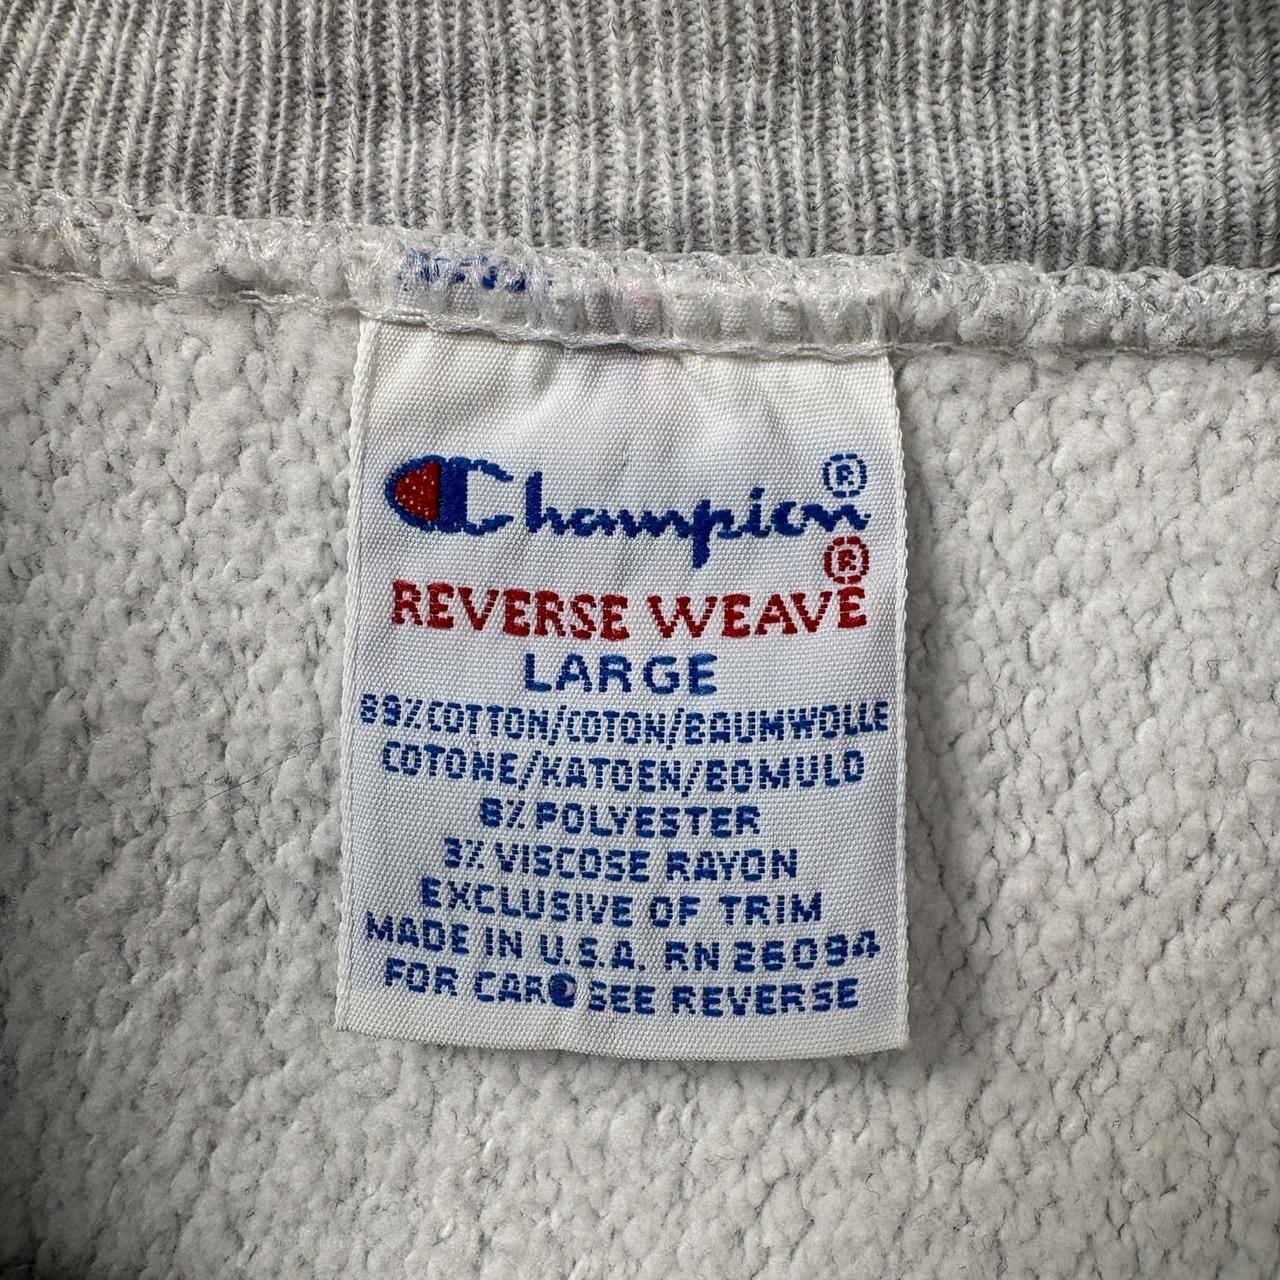 Champion®
®
REVERSE WEAVE
LARGE
89% COTTON/COTON/BAUMWOLLE
COTONE/KATOEN/BOMULD
8% POLYESTER
3% VISCOSE RAYON
EXCLUSIVE OF TRIM
MADE IN U.S.A. RN 26094
FOR CARE SEE REVERSE